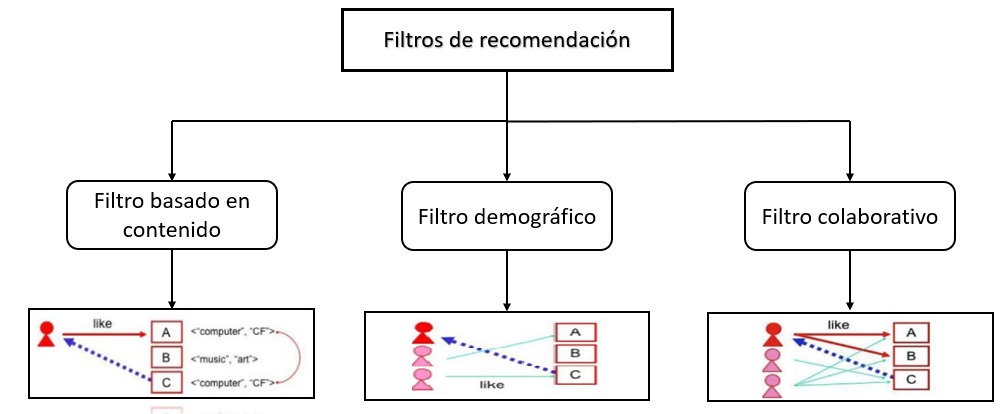 Filtros de recomendación
Filtro basado en
contenido
Filtro demográfico
Filtro colaborativo
like
A
<"computer", "CF">
B
<"music", "art">
C
<"computer", "CF">
A
B
C
like
like
A
B
C